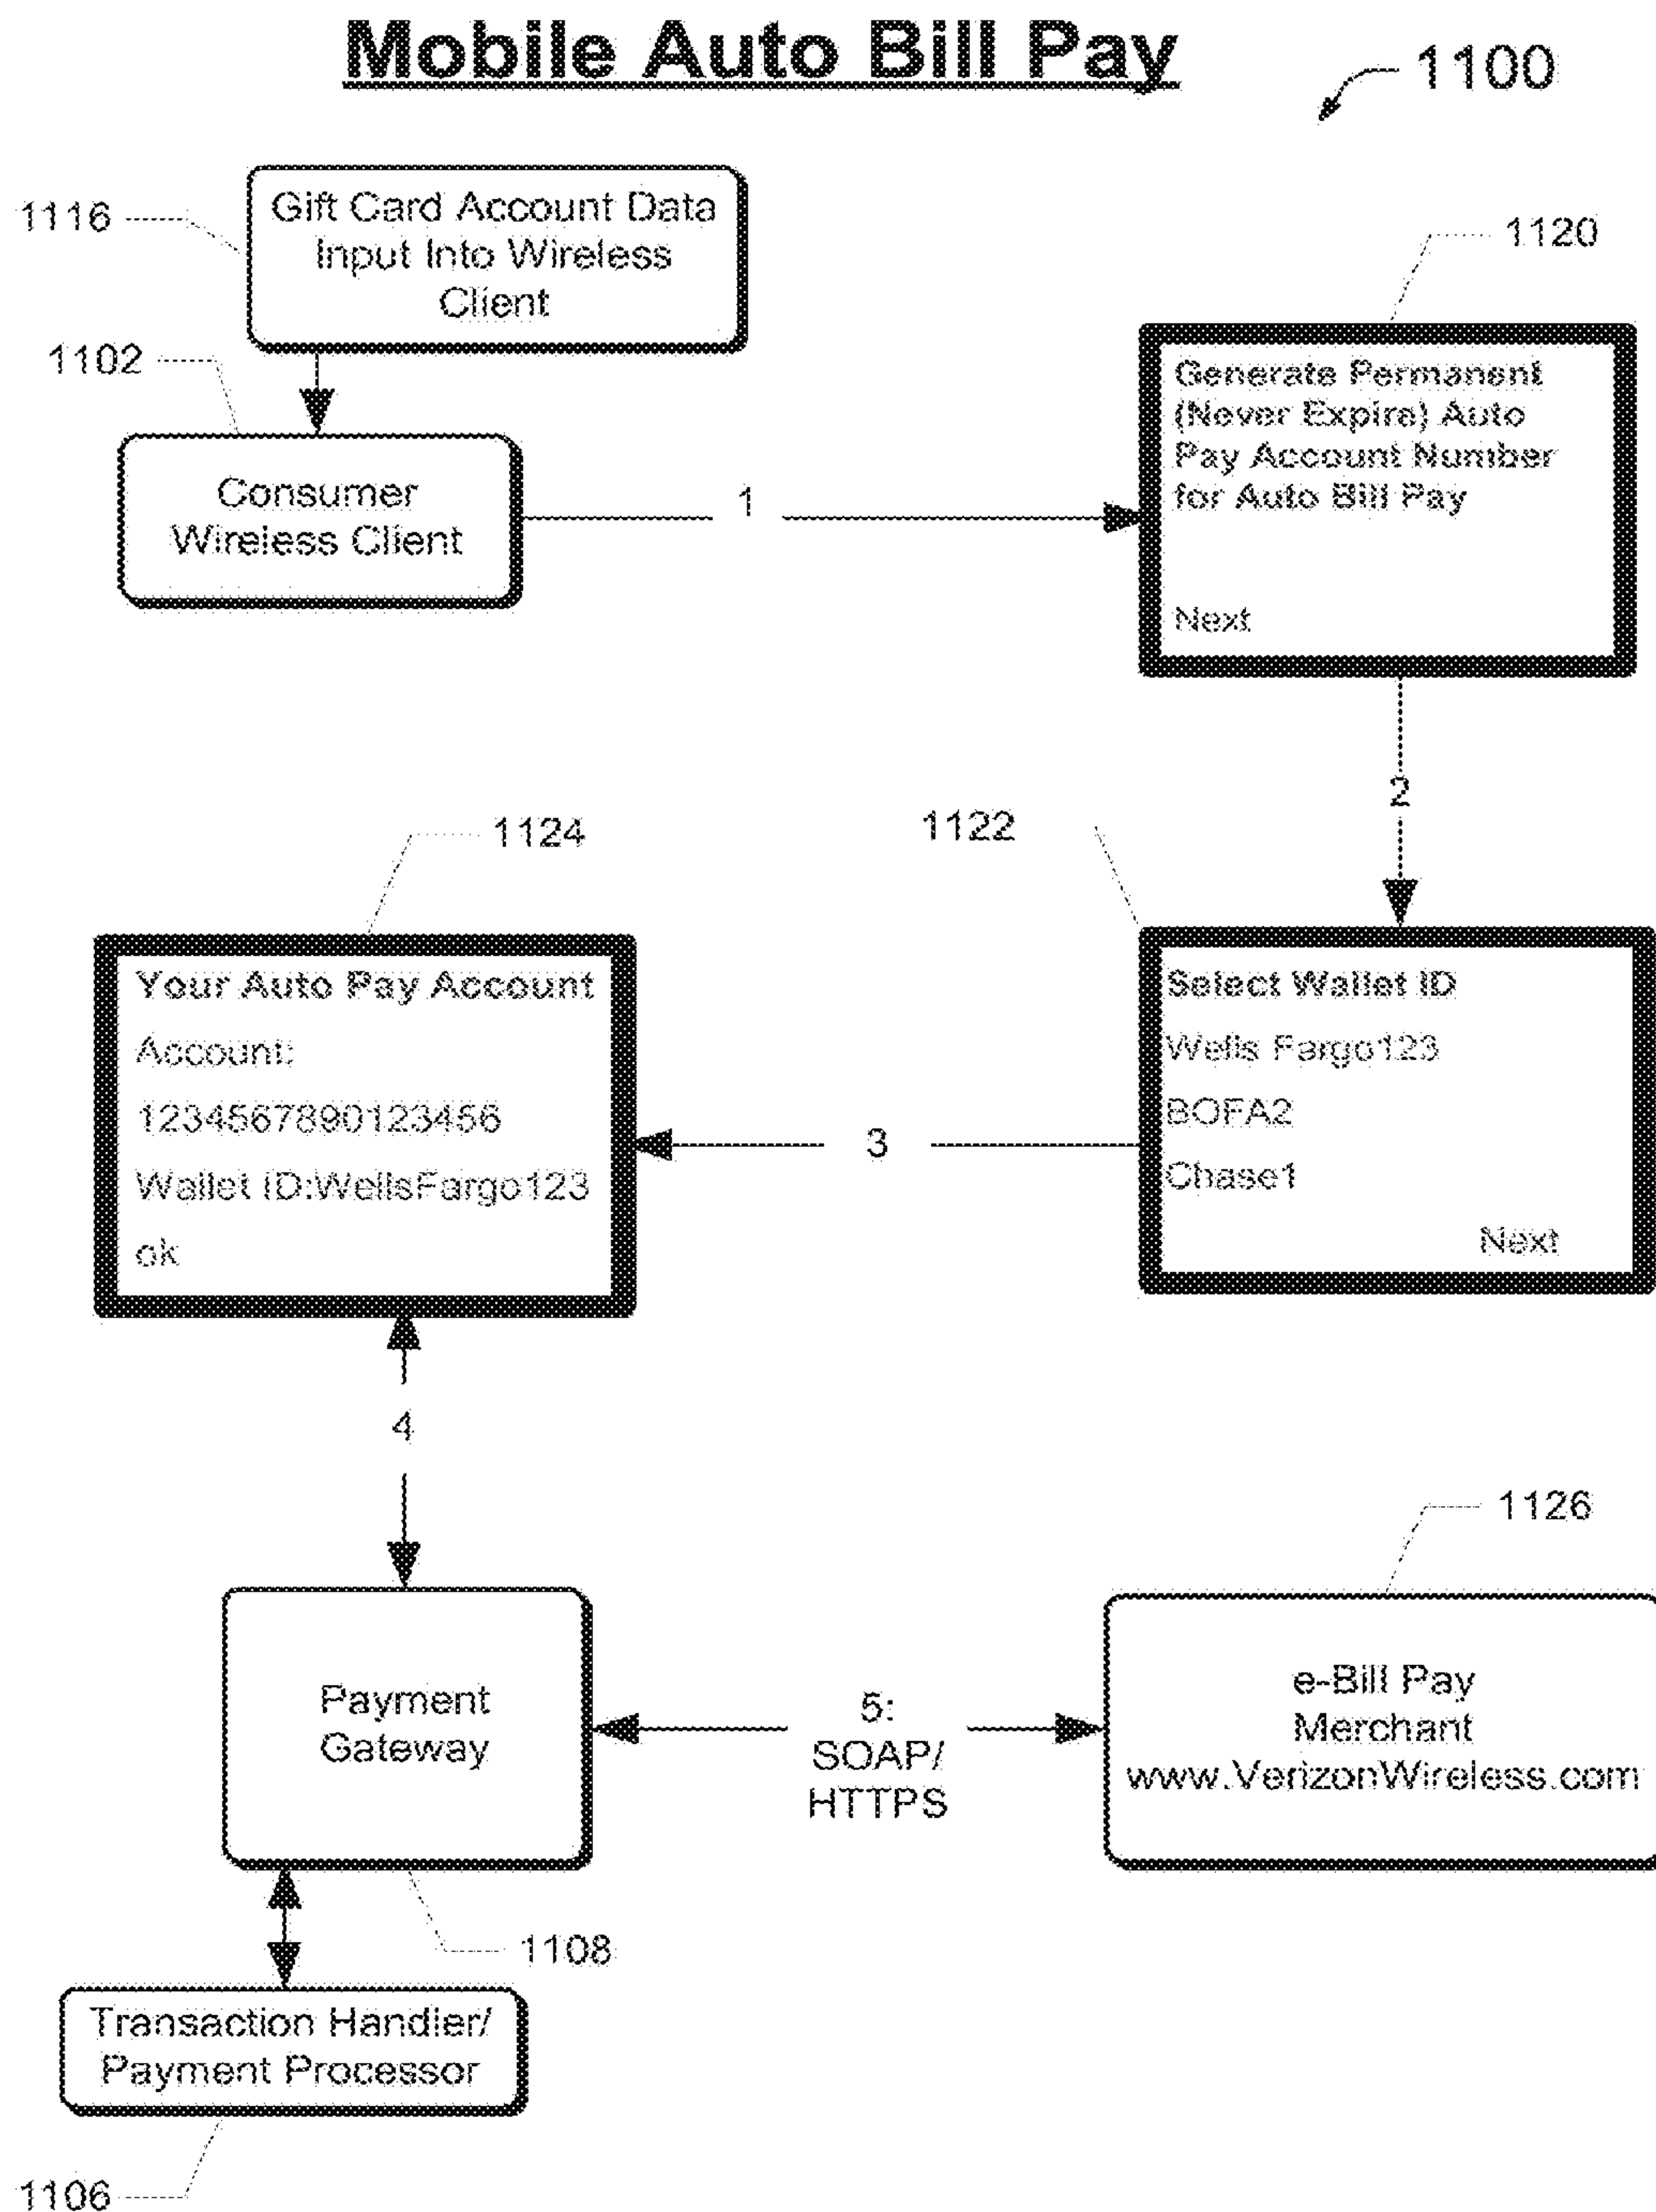 Mobile Auto Bill Pay
1100
1116
Gift Card Account Data
Input Into Wireless
Client
1120
1102
Consumer
Wireless Client
1
Generate Permanent
(Never Expire) Auto
Pay Account Number
for Auto Bill Pay
Next
2
1124
1122
Your Auto Pay Account
Account:
1234567890123456
Wallet ID:WellsFargo123
ok
3
Select Wallet ID
Wells Fargo123
BOFA2
Chase1
Next
4
1126
Payment
Gateway
5:
SOAP/
HTTPS
e-Bill Pay
Merchant
www.VerizonWireless.com
1108
Transaction Handler/
Payment Processor
1106